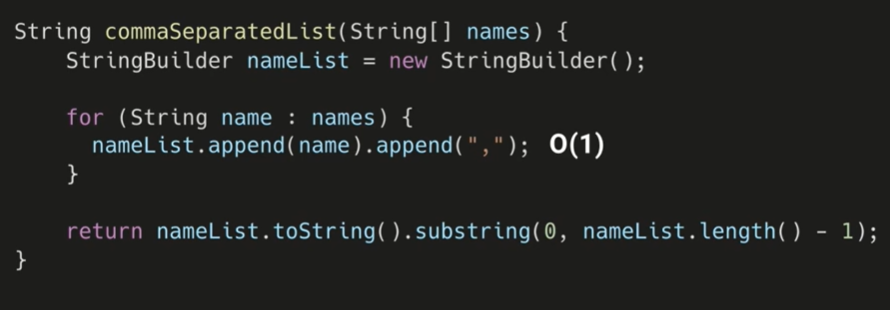 String commaSeparatedList(String[] names) {
StringBuilder nameList = new StringBuilder();
for (String name : names) {
nameList.append(name).append(","); O(1)
}
return nameList.toString().substring(0, nameList.length() - 1);
}